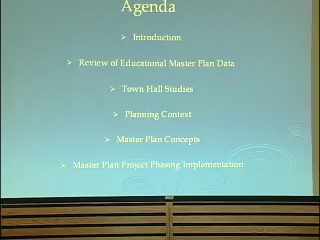 Agenda
➢ Introduction
➢ Review of Educational Master Plan Data
➢ Town Hall Studies
➢ Planning Context
➢ Master Plan Concepts
➢ Master Plan Project Phasing Implementation